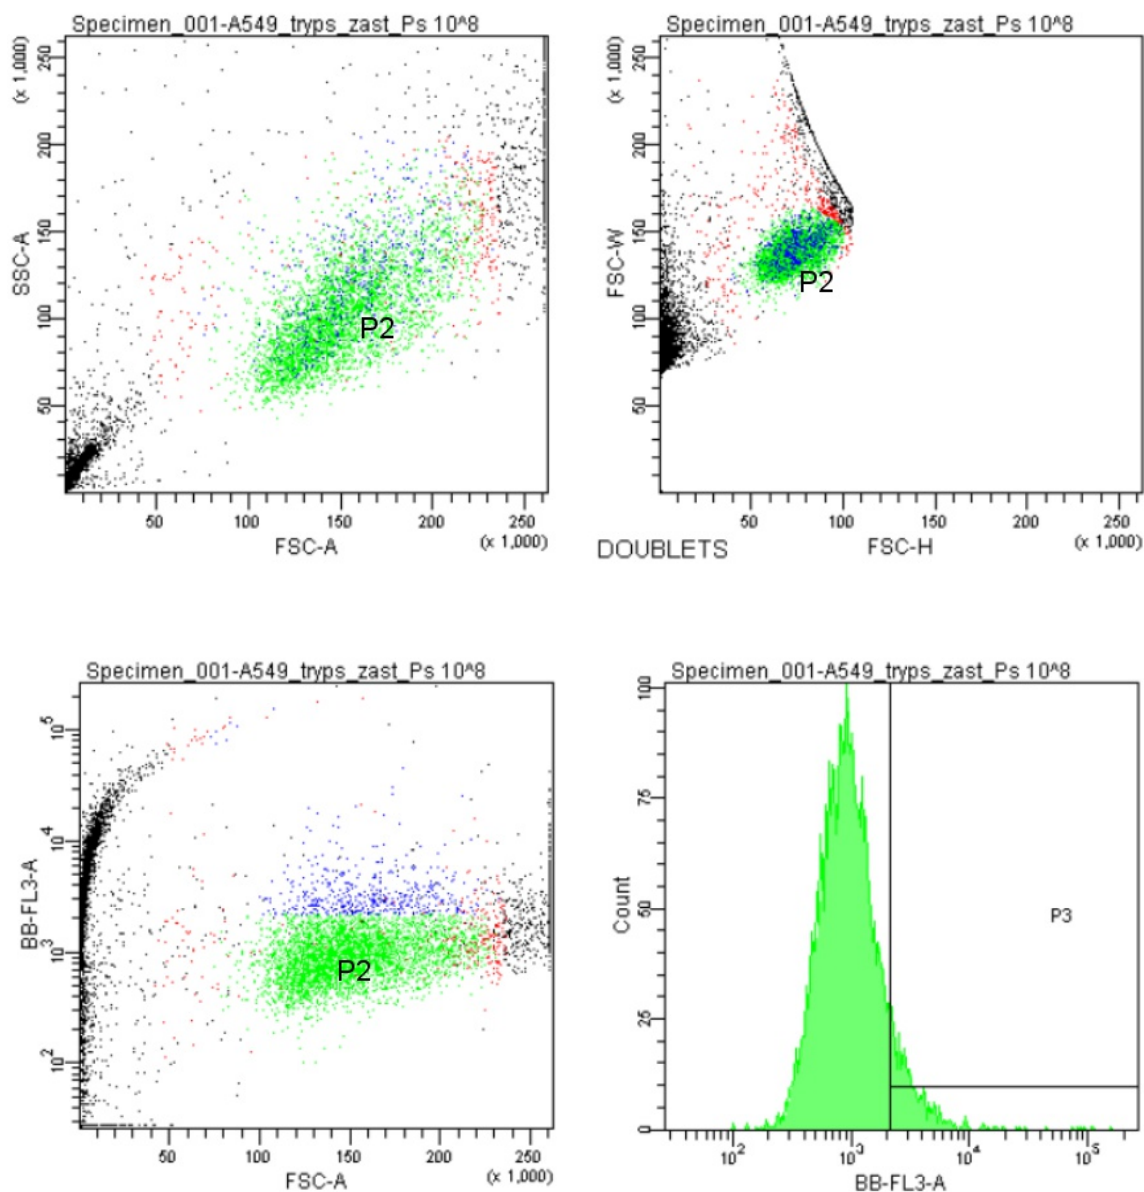 Specimen_001-A549_tryps_zast_Ps 10^8
(x 1,000)
250
200
150
100
50
SSC-A
P2
50 100 150 200 250
FSC-A
(x 1,000)
Specimen_001-A549_tryps_zast_Ps 10^8
(x 1,000)
250
200
150
100
50
FSC-W
P2
50 100 150 200 250
DOUBLETS
FSC-H
(x 1,000)
Specimen_001-A549_tryps_zast_Ps 10^8
10^5
10^4
10^3
10^2
BB-FL3-A
P2
50 100 150 200 250
FSC-A
(x 1,000)
Specimen_001-A549_tryps_zast_Ps 10^8
100
75
50
25
0
Count
P3
10^2 10^3 10^4 10^5
BB-FL3-A